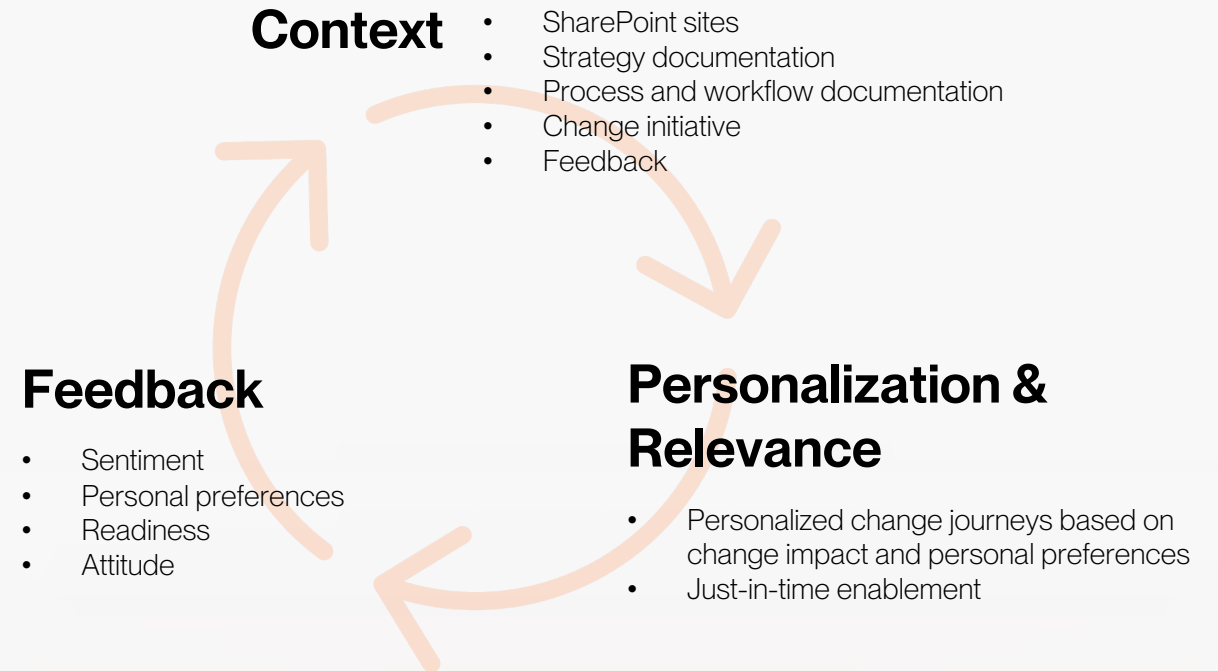 Context
• SharePoint sites
• Strategy documentation
• Process and workflow documentation
• Change initiative
• Feedback
Feedback
• Sentiment
• Personal preferences
• Readiness
• Attitude
Personalization &
Relevance
• Personalized change journeys based on
change impact and personal preferences
• Just-in-time enablement